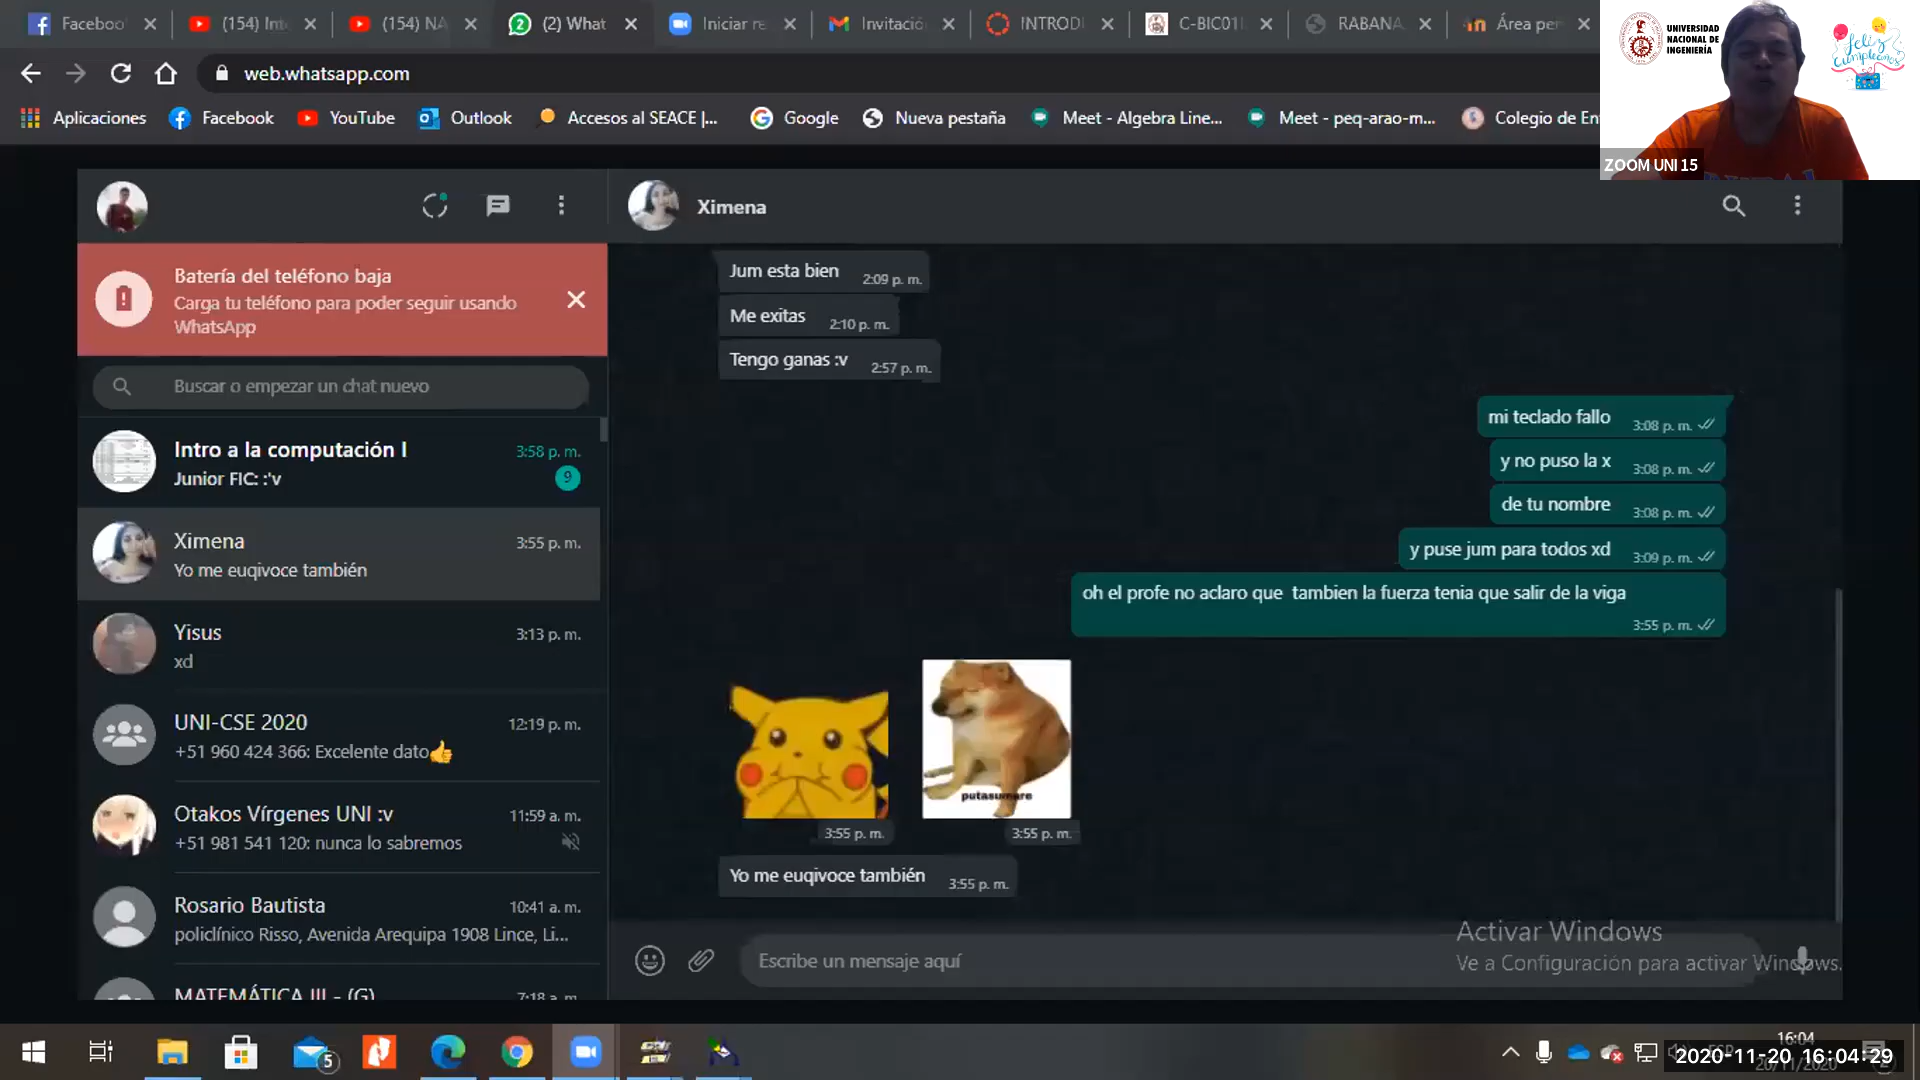 Faceboo
(154) Int
(154) NA
(2) What
Iniciar re
Invitació
INTRODU
C-BIC01
RABANA
Área per
web.whatsapp.com
Aplicaciones
Facebook
YouTube
Outlook
Accesos al SEACE |...
Google
Nueva pestaña
Meet - Algebra Line...
Meet - peq-arao-m...
Colegio de En
UNIVERSIDAD
NACIONAL DE
INGENIERÍA
feliz
cumpleaños
ZOOM UNI 15
Ximena
Batería del teléfono baja
Carga tu teléfono para poder seguir usando
WhatsApp
Buscar o empezar un chat nuevo
Intro a la computación I 3:58 p. m.
Junior FIC: :'v 9
Ximena 3:55 p. m.
Yo me euqivoce también
Yisus 3:13 p. m.
xd
UNI-CSE 2020 12:19 p. m.
+51 960 424 366: Excelente dato👍
Otakos Vírgenes UNI :v 11:59 a. m.
+51 981 541 120: nunca lo sabremos
Rosario Bautista 10:41 a. m.
policlínico Risso, Avenida Arequipa 1908 Lince, Li...
MATEMÁTICA III - (G) 7:18 a. m.
Jum esta bien 2:09 p. m.
Me exitas 2:10 p. m.
Tengo ganas :v 2:57 p. m.
mi teclado fallo 3:08 p. m.
y no puso la x 3:08 p. m.
de tu nombre 3:08 p. m.
y puse jum para todos xd 3:09 p. m.
oh el profe no aclaro que tambien la fuerza tenia que salir de la viga
3:55 p. m.
putasumare
3:55 p. m. 3:55 p. m.
Yo me euqivoce también 3:55 p. m.
Escribe un mensaje aquí
Activar Windows
Ve a Configuración para activar Windows.
5
16:04
2020-11-20 16:04:29